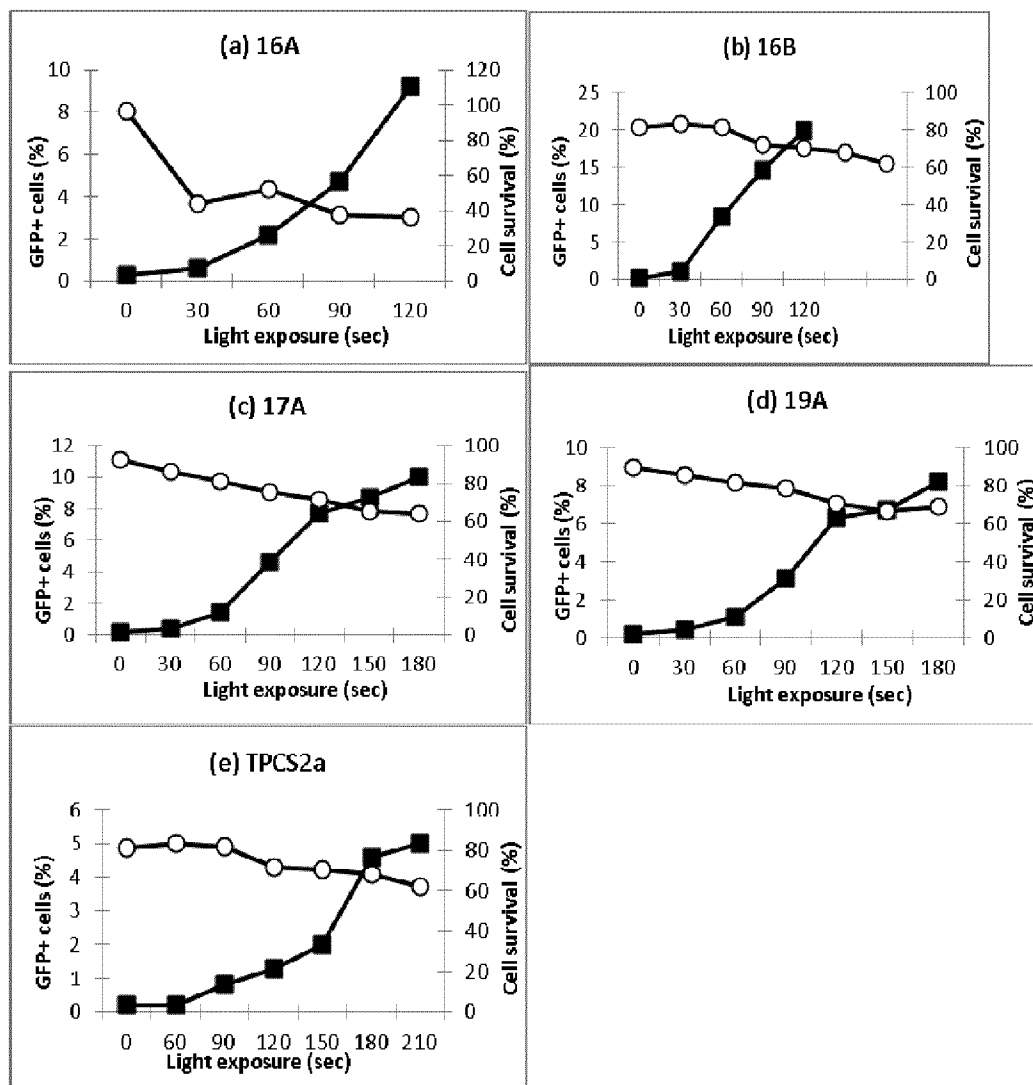 (a) 16A
10
8
6
4
2
0
GFP+ cells (%)
120
100
80
60
40
20
0
Cell survival (%)
0 30 60 90 120
Light exposure (sec)
(b) 16B
25
20
15
10
5
0
GFP+ cells (%)
100
80
60
40
20
0
Cell survival (%)
0 30 60 90 120
Light exposure (sec)
(c) 17A
12
10
8
6
4
2
0
GFP+ cells (%)
100
80
60
40
20
0
Cell survival (%)
0 30 60 90 120 150 180
Light exposure (sec)
(d) 19A
10
8
6
4
2
0
GFP+ cells (%)
100
80
60
40
20
0
Cell survival (%)
0 30 60 90 120 150 180
Light exposure (sec)
(e) TPCS2a
6
5
4
3
2
1
0
GFP+ cells (%)
100
80
60
40
20
0
Cell survival (%)
0 60 90 120 150 180 210
Light exposure (sec)